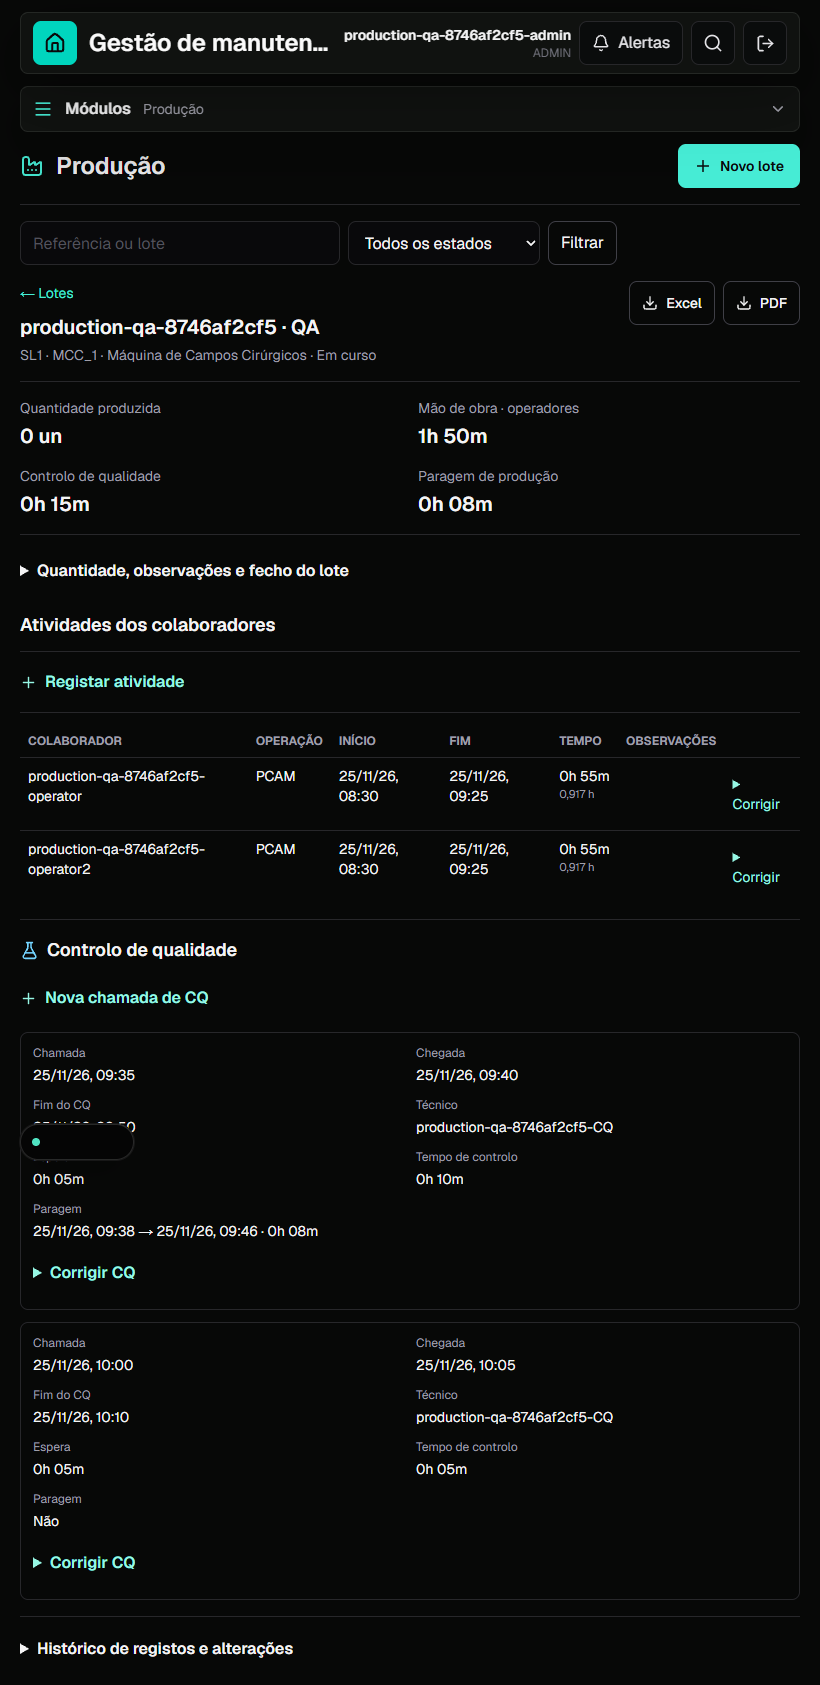 Gestão de manuten...
production-qa-8746af2cf5-admin
ADMIN
Alertas
Módulos Produção
Produção
Novo lote
Referência ou lote
Todos os estados
Filtrar
← Lotes
Excel
PDF
production-qa-8746af2cf5 · QA
SL1 · MCC_1 · Máquina de Campos Cirúrgicos · Em curso
Quantidade produzida
0 un
Mão de obra · operadores
1h 50m
Controlo de qualidade
0h 15m
Paragem de produção
0h 08m
Quantidade, observações e fecho do lote
Atividades dos colaboradores
Registar atividade
COLABORADOR OPERAÇÃO INÍCIO FIM TEMPO OBSERVAÇÕES
production-qa-8746af2cf5-operator PCAM 25/11/26, 08:30 25/11/26, 09:25 0h 55m 0,917 h
Corrigir
production-qa-8746af2cf5-operator2 PCAM 25/11/26, 08:30 25/11/26, 09:25 0h 55m 0,917 h
Corrigir
Controlo de qualidade
Nova chamada de CQ
Chamada
25/11/26, 09:35
Chegada
25/11/26, 09:40
Fim do CQ
Técnico
production-qa-8746af2cf5-CQ
0h 05m
Tempo de controlo
0h 10m
Paragem
25/11/26, 09:38 → 25/11/26, 09:46 · 0h 08m
Corrigir CQ
Chamada
25/11/26, 10:00
Chegada
25/11/26, 10:05
Fim do CQ
25/11/26, 10:10
Técnico
production-qa-8746af2cf5-CQ
Espera
0h 05m
Tempo de controlo
0h 05m
Paragem
Não
Corrigir CQ
Histórico de registos e alterações